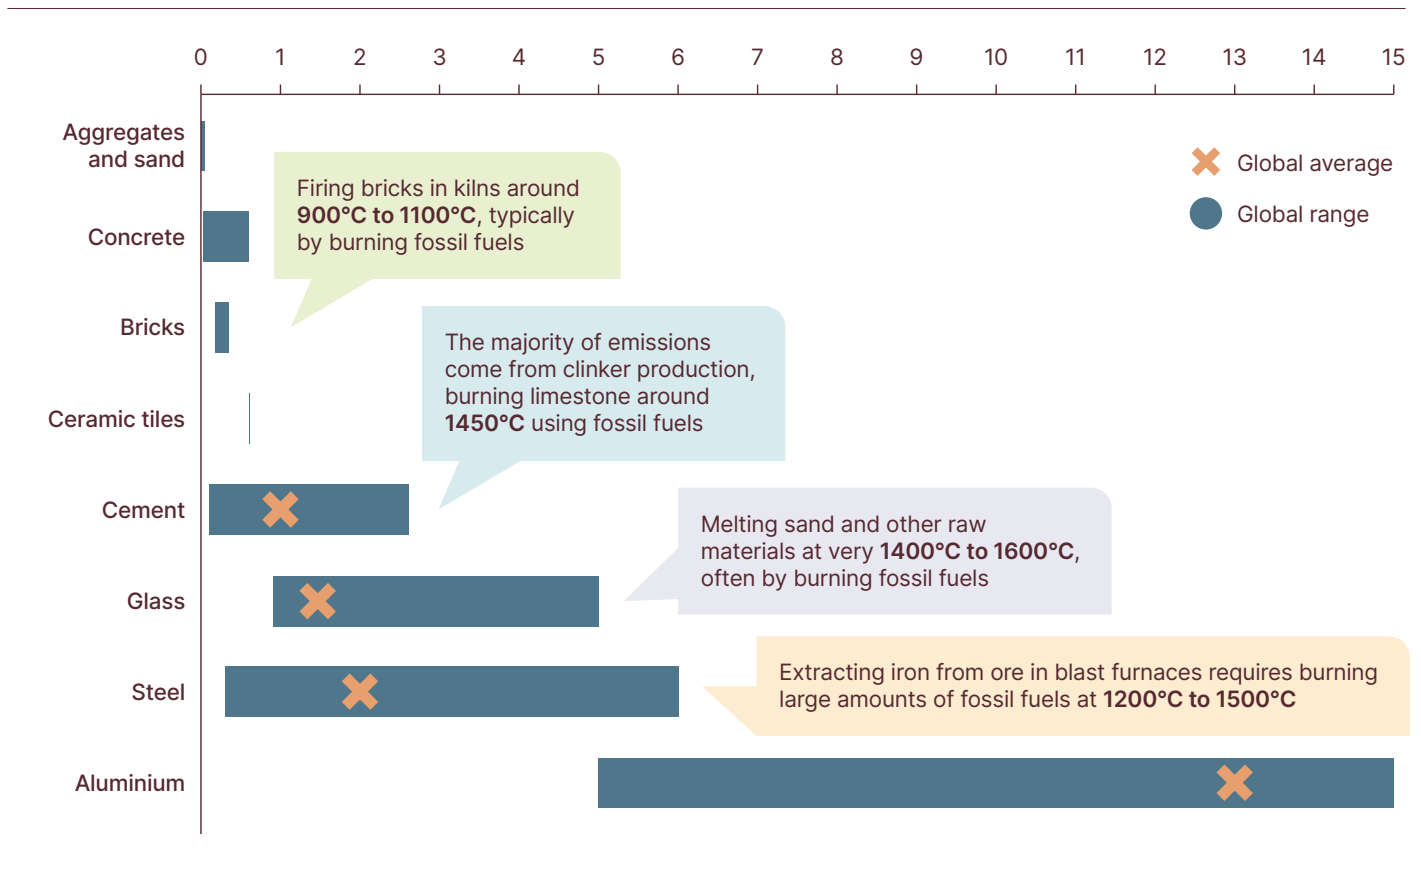 0 1 2 3 4 5 6 7 8 9 10 11 12 13 14 15
Aggregates
and sand
Concrete
Bricks
Ceramic tiles
Cement
Glass
Steel
Aluminium
Firing bricks in kilns around
900°C to 1100°C, typically
by burning fossil fuels
The majority of emissions
come from clinker production,
burning limestone around
1450°C using fossil fuels
Melting sand and other raw
materials at very 1400°C to 1600°C,
often by burning fossil fuels
Extracting iron from ore in blast furnaces requires burning
large amounts of fossil fuels at 1200°C to 1500°C
Global average
Global range